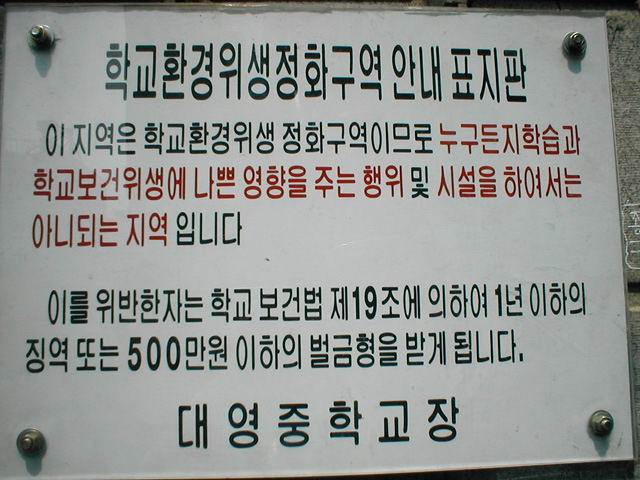 학교환경위생정화구역 안내 표지판
이 지역은 학교환경위생 정화구역이므로 누구든지학습과
학교보건위생에 나쁜 영향을 주는 행위 및 시설을 하여서는
아니되는 지역 입니다
이를 위반한자는 학교 보건법 제19조에 의하여 1년 이하의
징역 또는 500만원 이하의 벌금형을 받게 됩니다.
대영중학교장